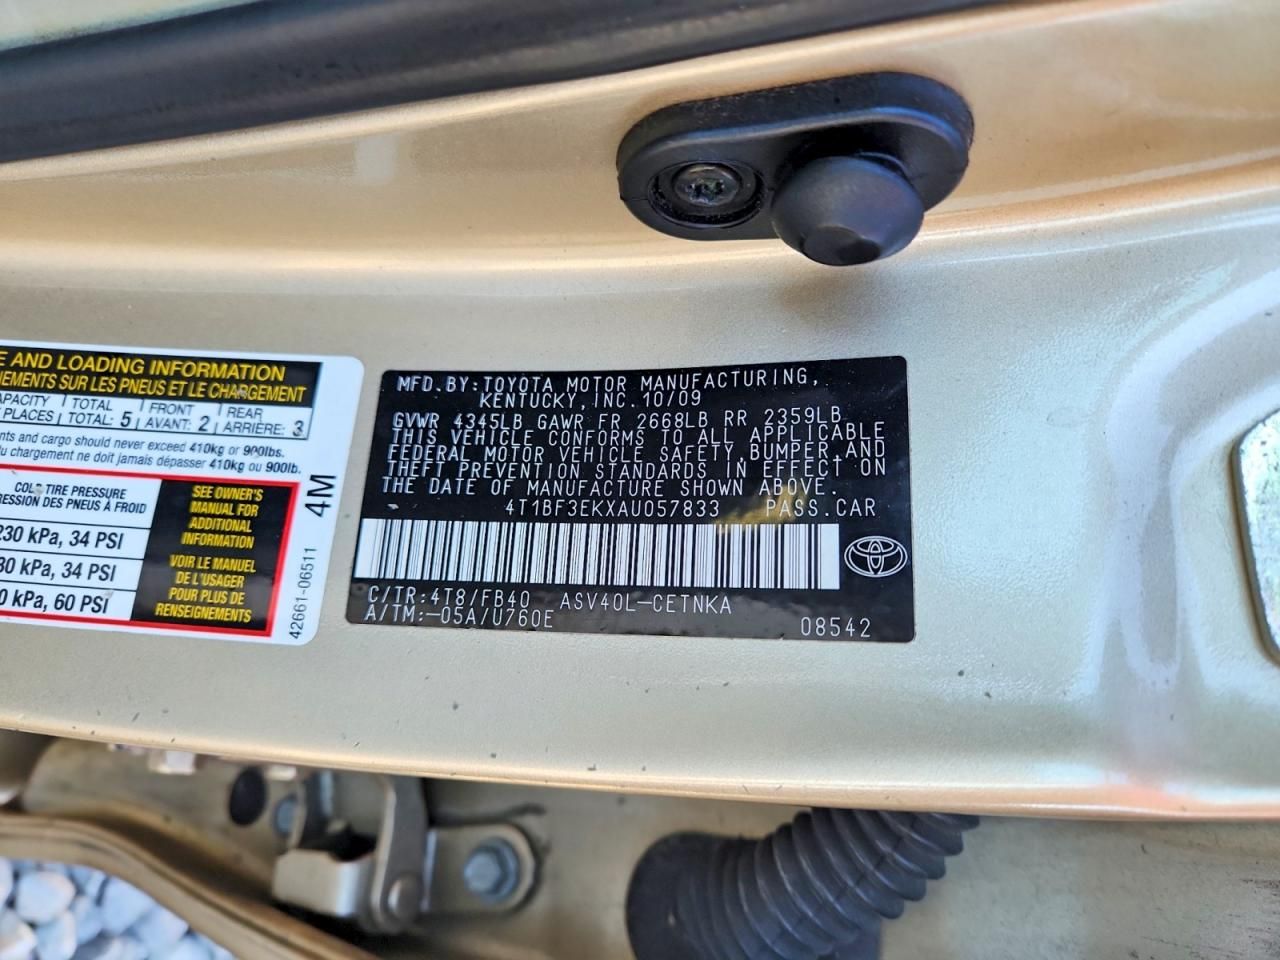 E AND LOADING INFORMATION
NEMENTS SUR LES PNEUS ET LE CHARGEMENT
APACITY TOTAL FRONT REAR
PLACES TOTAL: 5 AVANT: 2 ARRIÈRE: 3
nts and cargo should never exceed 410kg or 900lbs.
du chargement ne doit jamais dépasser 410kg ou 900lb.
COLD TIRE PRESSURE
RESSION DES PNEUS À FROID
230 kPa, 34 PSI
30 kPa, 34 PSI
0 kPa, 60 PSI
SEE OWNER'S
MANUAL FOR
ADDITIONAL
INFORMATION
VOIR LE MANUEL
DE L'USAGER
POUR PLUS DE
RENSEIGNEMENTS
4M
42661-06511
MFD.BY:TOYOTA MOTOR MANUFACTURING,
KENTUCKY,INC.10/09
GVWR 4345LB GAWR FR 2668LB RR 2359LB
THIS VEHICLE CONFORMS TO ALL APPLICABLE
FEDERAL MOTOR VEHICLE SAFETY,BUMPER,AND
THEFT PREVENTION STANDARDS IN EFFECT ON
THE DATE OF MANUFACTURE SHOWN ABOVE.
4T1BF3EKXAU057833 PASS.CAR
C/TR:4T8/FB40 ASV40L-CETNKA
A/TM:-05A/U760E 08542